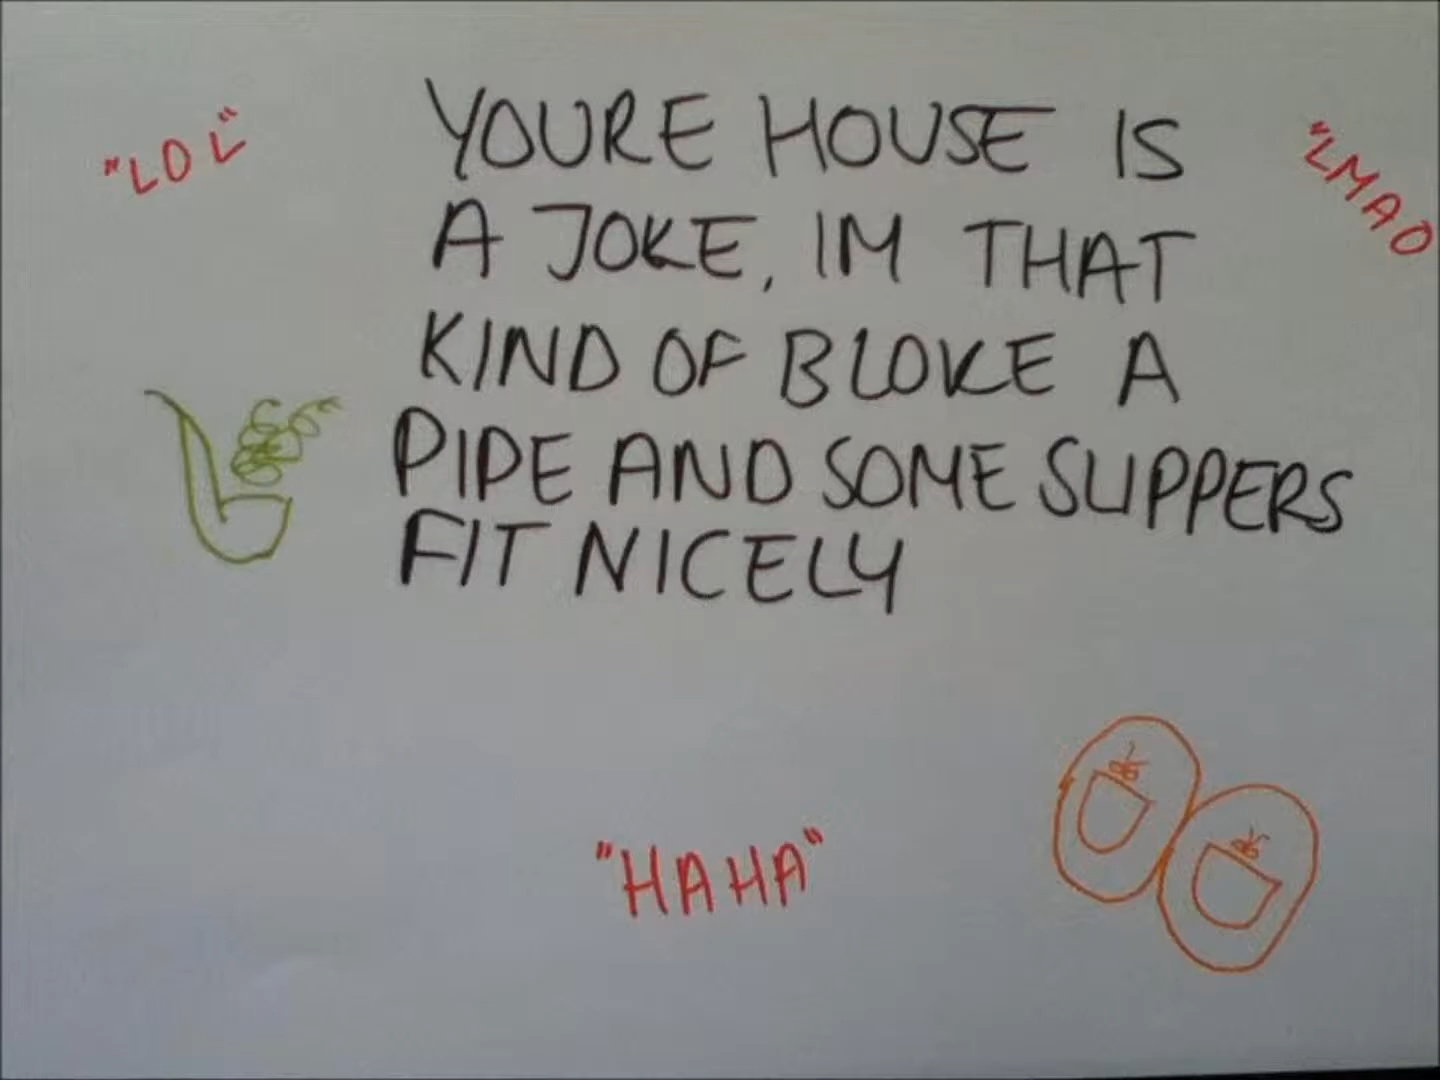 "LOL"
"LMAO
YOURE HOUSE IS
A JOKE, IM THAT
KIND OF BLOKE A
PIPE AND SOME SLIPPERS
FIT NICELY
"HAHA"